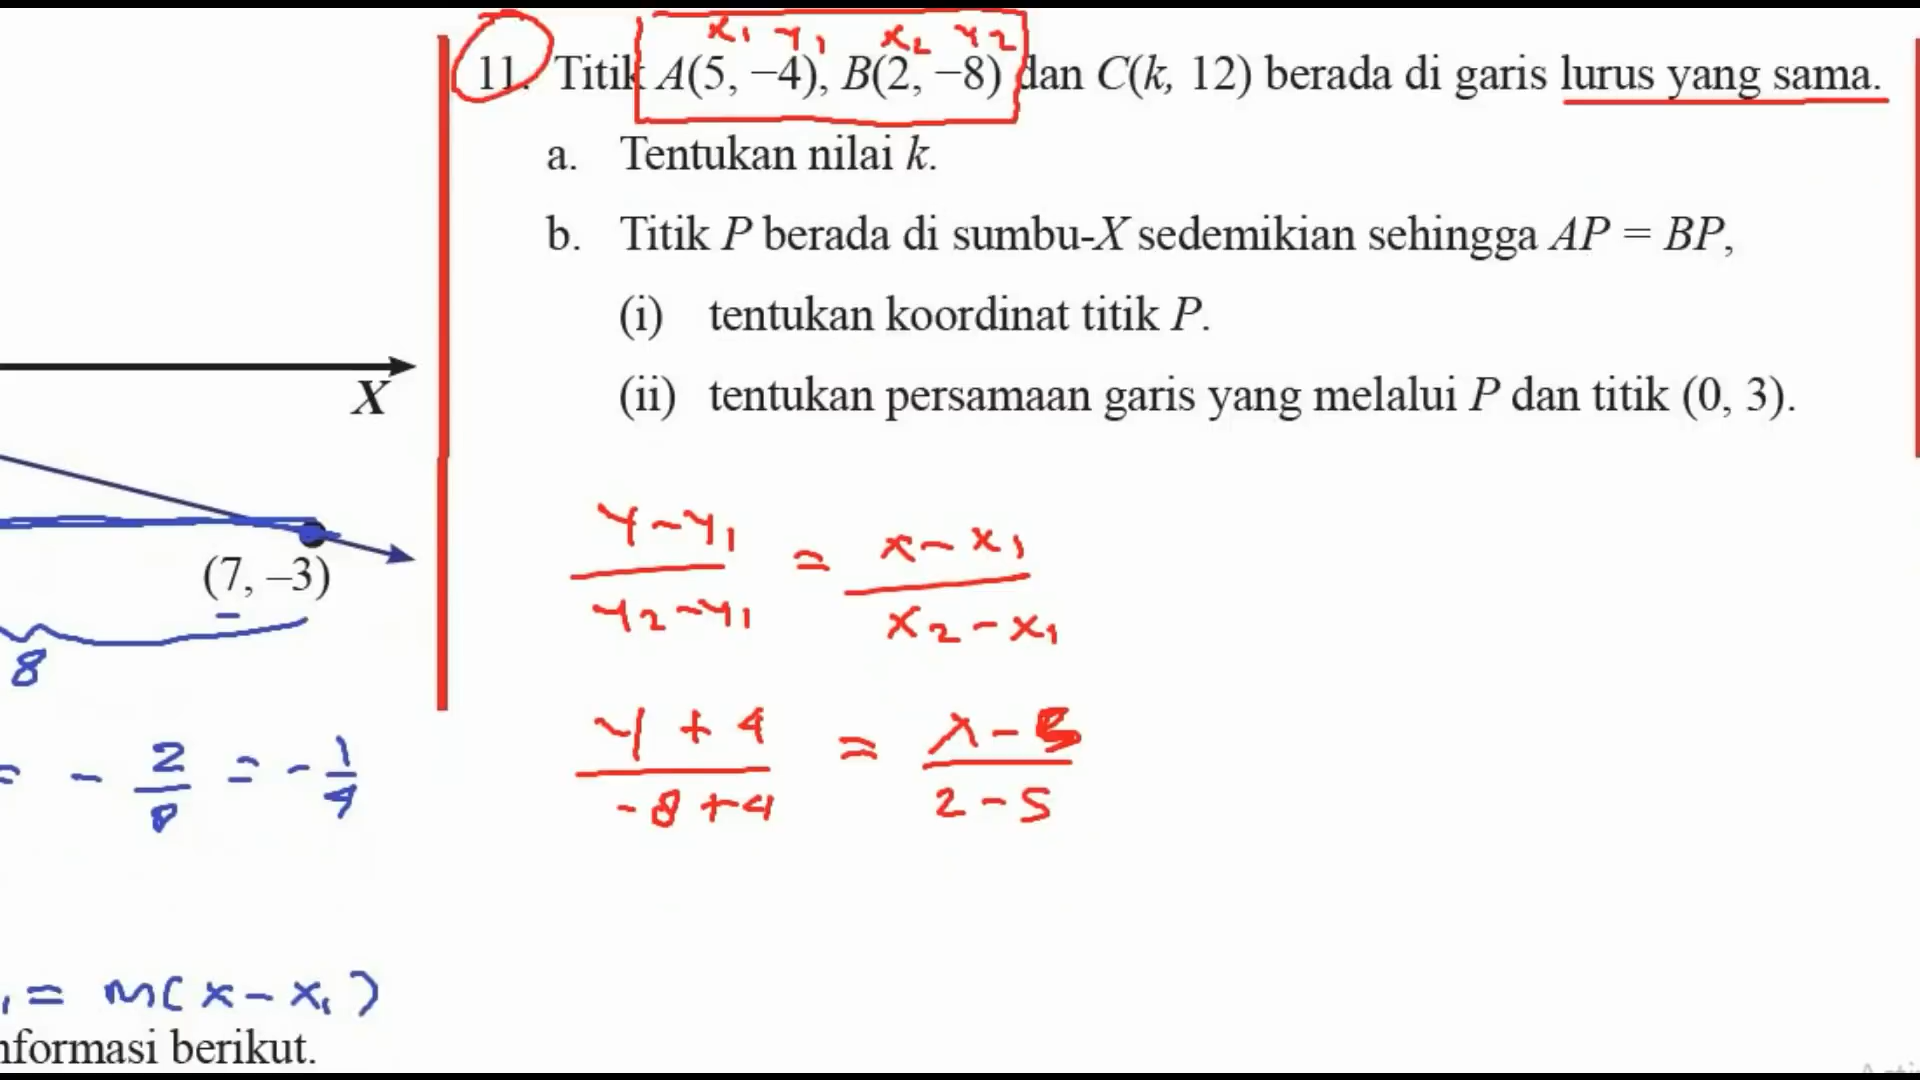 x₁ y₁ x₂ y₂
11. Titik A(5, −4), B(2, −8) dan C(k, 12) berada di garis lurus yang sama.
a. Tentukan nilai k.
b. Titik P berada di sumbu-X sedemikian sehingga AP = BP,
(i) tentukan koordinat titik P.
(ii) tentukan persamaan garis yang melalui P dan titik (0, 3).
X
(7, –3)
8
= - 2/8 = - 1/4
₁ = m(x - x₁)
nformasi berikut.
y - y₁ / y₂ - y₁ = x - x₁ / x₂ - x₁
y + 4 / -8 + 4 = x - 5 / 2 - 5